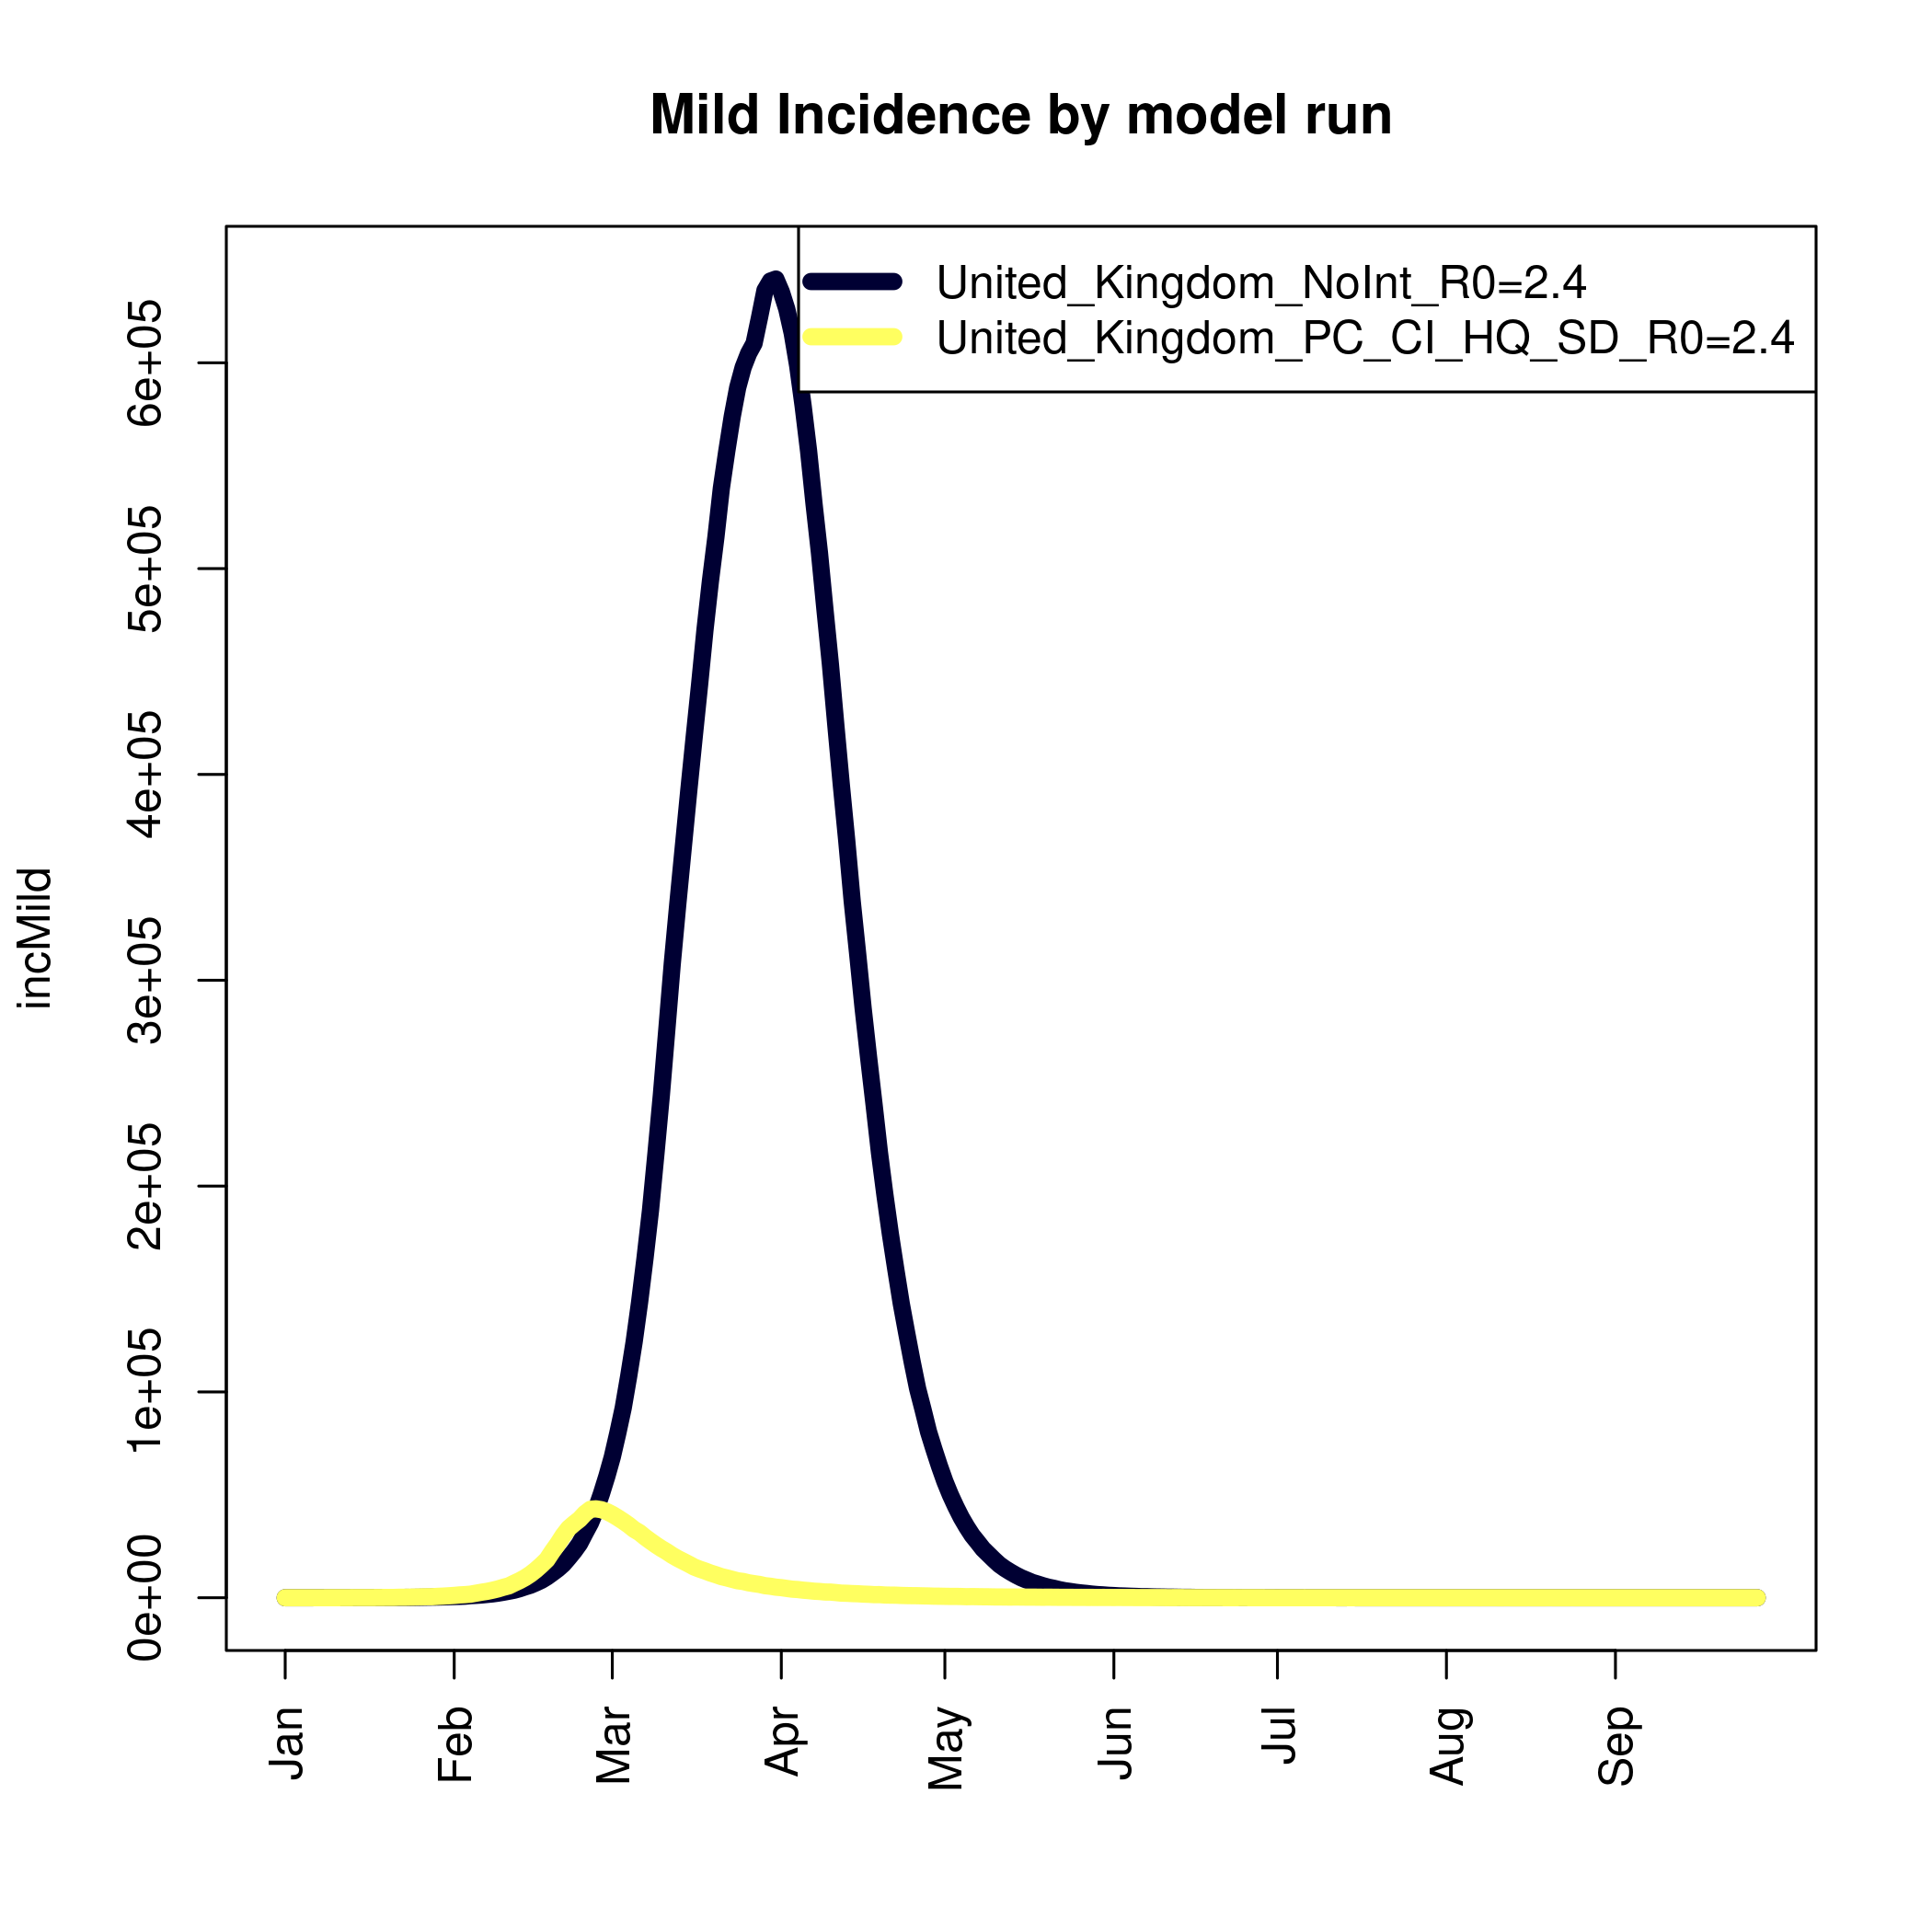 Mild Incidence by model run
United_Kingdom_NoInt_R0=2.4
United_Kingdom_PC_CI_HQ_SD_R0=2.4
incMild
6e+05
5e+05
4e+05
3e+05
2e+05
1e+05
0e+00
Jan
Feb
Mar
Apr
May
Jun
Jul
Aug
Sep